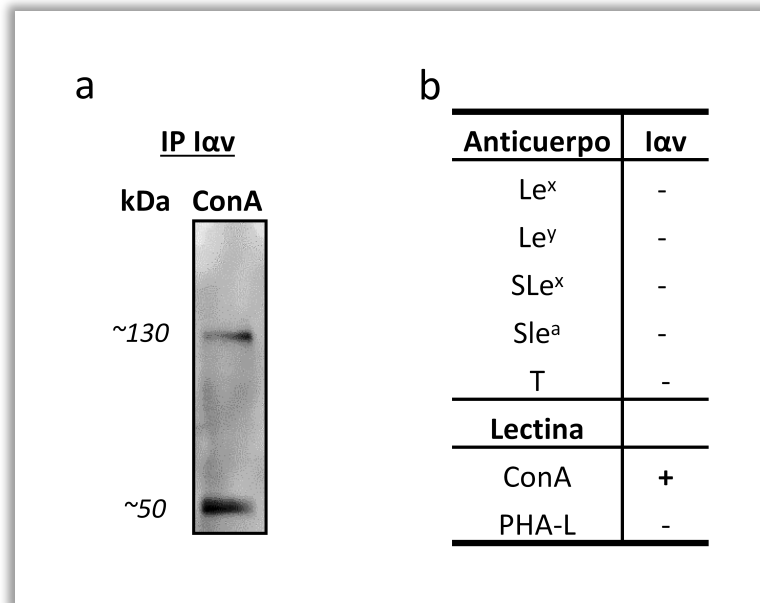 a
IP Iαv
kDa ConA
~130
~50
b
Anticuerpo Iαv
Leˣ -
Leʸ -
SLeˣ -
Sleᵃ -
T -
Lectina
ConA +
PHA-L -